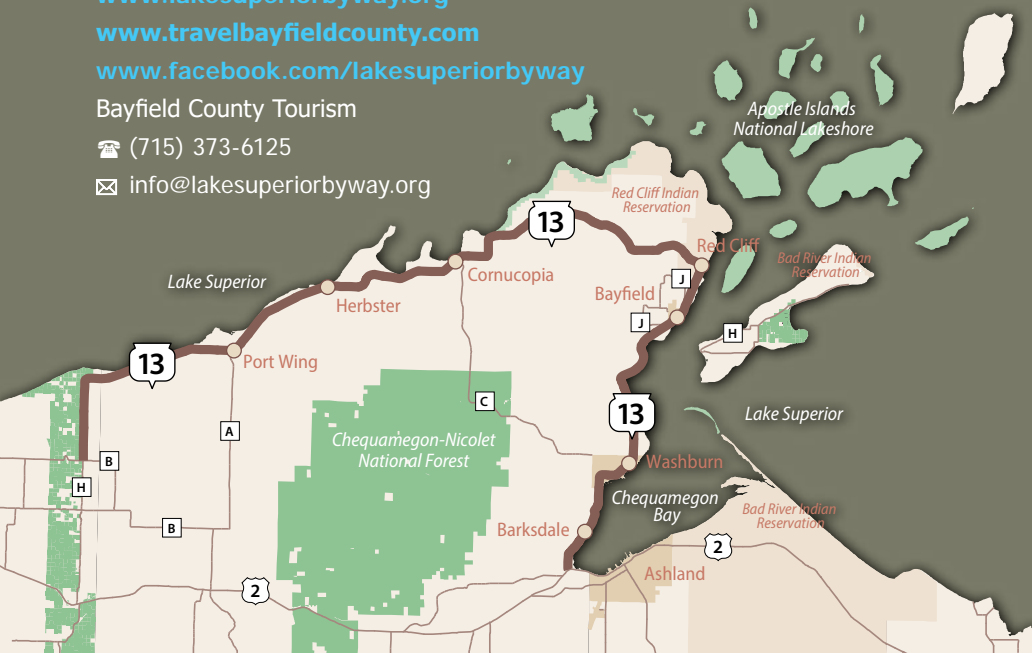 www.lakesuperiorbyway.org
www.travelbayfieldcounty.com
www.facebook.com/lakesuperiorbyway
Bayfield County Tourism
(715) 373-6125
info@lakesuperiorbyway.org
Apostle Islands
National Lakeshore
Red Cliff Indian
Reservation
13
Red Cliff
Bad River Indian
Reservation
Cornucopia
Lake Superior
J
Bayfield
Herbster
J
H
13
Port Wing
C
13
Lake Superior
A
Chequamegon-Nicolet
National Forest
B
Washburn
H
Chequamegon
Bay
Bad River Indian
Reservation
B
Barksdale
2
Ashland
2